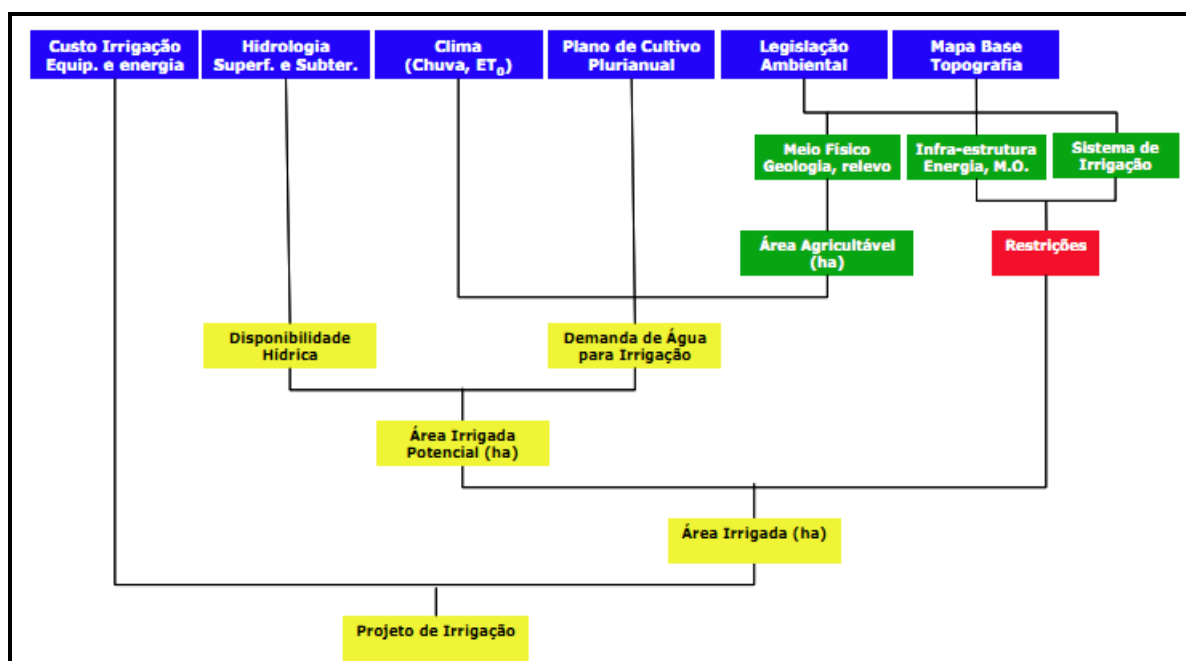 Custo Irrigação
Equip. e energia
Hidrologia
Superf. e Subter.
Clima
(Chuva, ET₀)
Plano de Cultivo
Plurianual
Legislação
Ambiental
Mapa Base
Topografia
Meio Físico
Geologia, relevo
Infra-estrutura
Energia, M.O.
Sistema de
Irrigação
Área Agricultável
(ha)
Restrições
Disponibilidade
Hídrica
Demanda de Água
para Irrigação
Área Irrigada
Potencial (ha)
Área Irrigada (ha)
Projeto de Irrigação